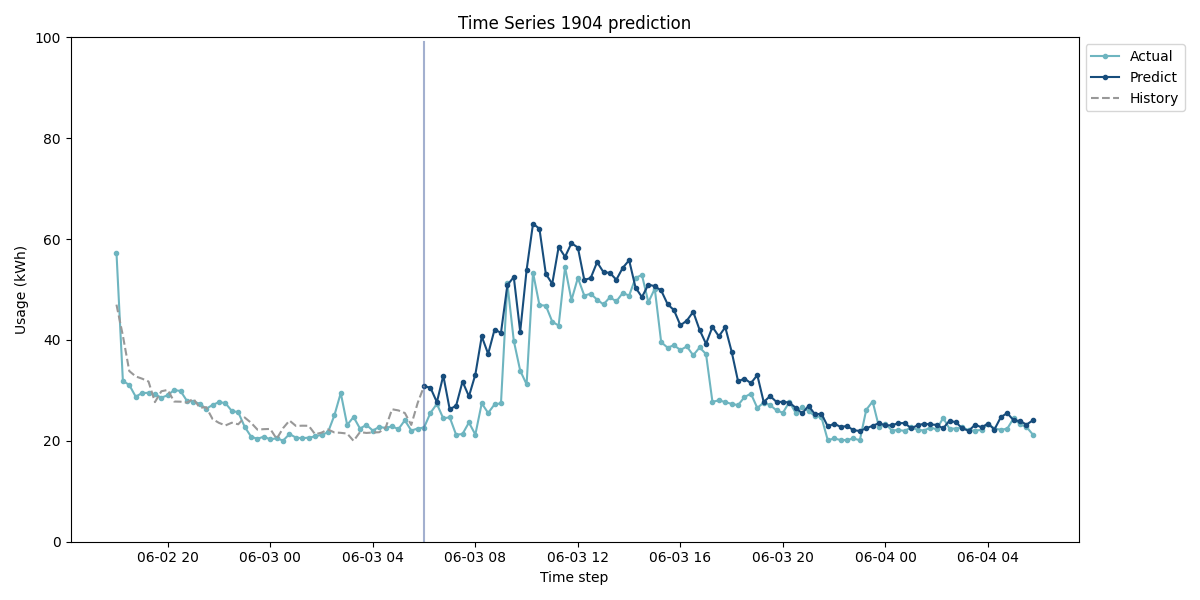 Time Series 1904 prediction
100
80
60
40
20
0
Usage (kWh)
06-02 20
06-03 00
06-03 04
06-03 08
06-03 12
06-03 16
06-03 20
06-04 00
06-04 04
Time step
Actual
Predict
History